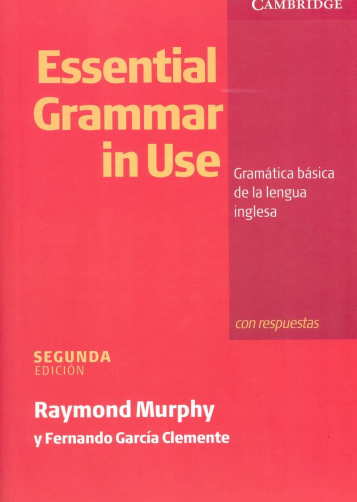 CAMBRIDGE
Essential
Grammar
in Use
Gramática básica
de la lengua
inglesa
con respuestas
SEGUNDA
EDICIÓN
Raymond Murphy
y Fernando García Clemente